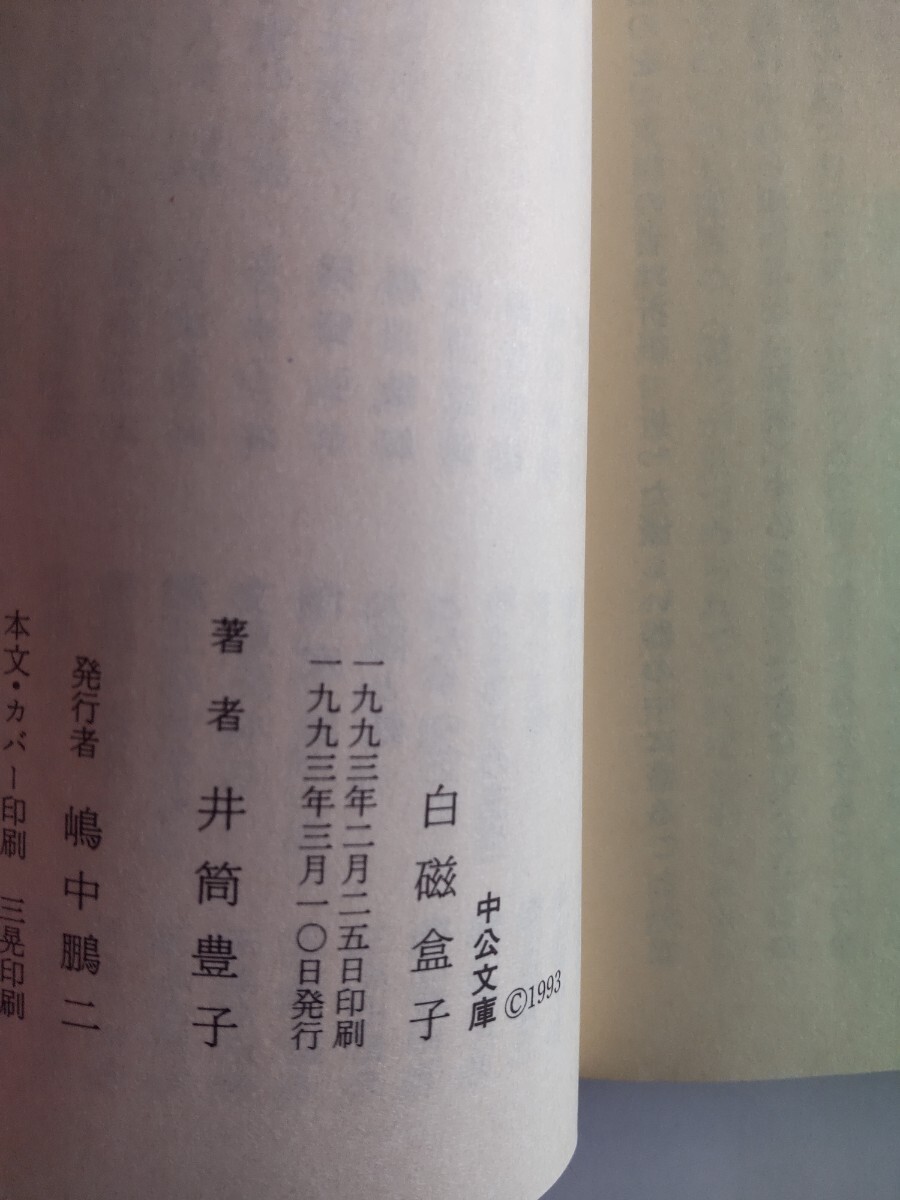 中公文庫
©1993
白磁盒子
一九九三年二月二五日印刷
一九九三年三月一〇日発行
著者 井筒豊子
発行者 嶋中鵬二
本文・カバー印刷 三晃印刷